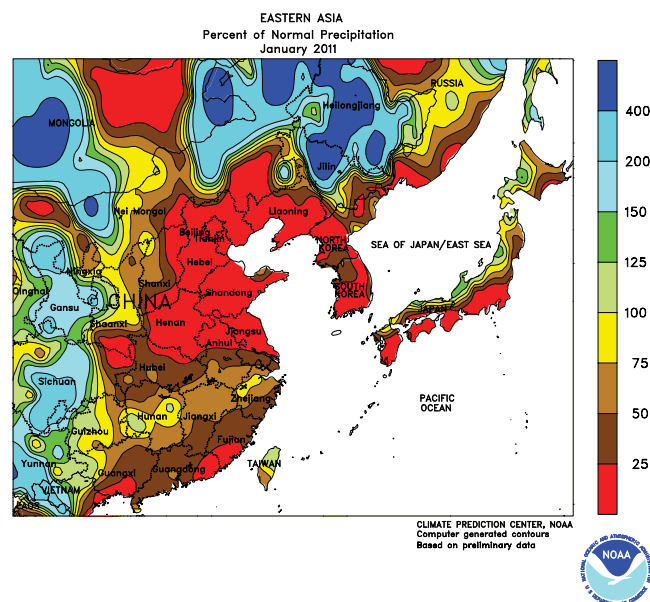 EASTERN ASIA
Percent of Normal Precipitation
January 2011
RUSSIA
Heilongjiang
MONGOLIA
400
Jilin
200
Nei Mongol
Liaoning
150
Beijing
Tianjin
NORTH
KOREA
SEA OF JAPAN/EAST SEA
Hebei
125
Ningxia
Shanxi
Qinghai
Shandong
SOUTH
KOREA
CHINA
Gansu
JAPAN
100
Shaanxi
Henan
Jiangsu
Anhui
75
Hubei
Sichuan
Zhejiang
PACIFIC
OCEAN
Hunan
Jiangxi
50
Guizhou
Fujian
Yunnan
Guangxi
Guangdong
TAIWAN
25
VIETNAM
LAOS
CLIMATE PREDICTION CENTER, NOAA
Computer generated contours
Based on preliminary data
NOAA